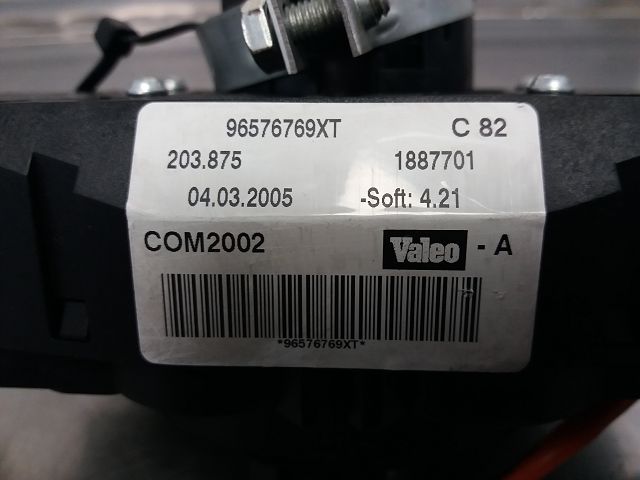 96576769XT C 82
203.875 1887701
04.03.2005 -Soft: 4.21
COM2002 Valeo - A
*96576769XT*